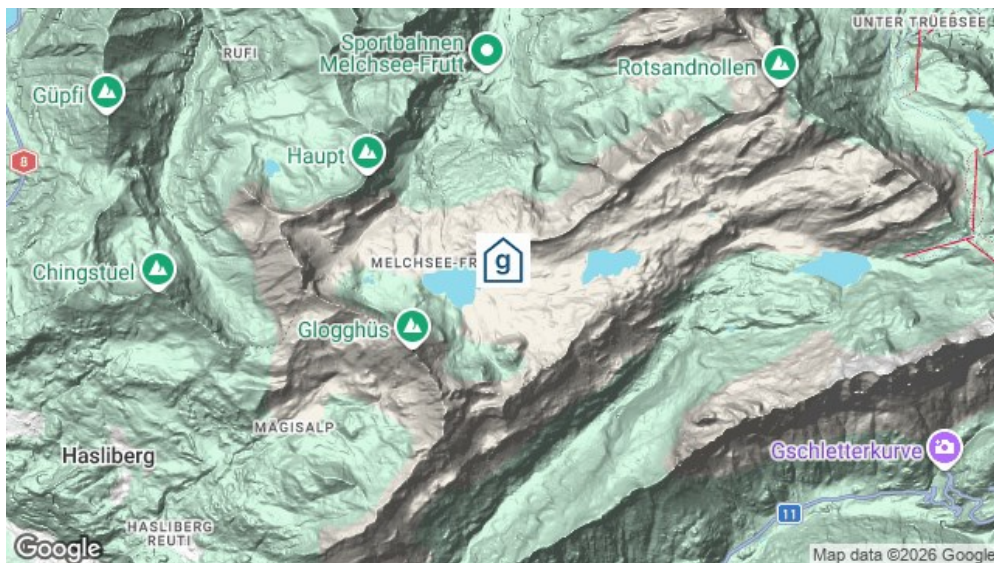 UNTER TRÜEBSEE
RUFI
Sportbahnen
Melchsee-Frutt
Rotsandnollen
Güpfi
Haupt
8
g
MELCHSEE-FR
Chingstuel
Glogghüs
MÄGISALP
Hasliberg
Gschletterkurve
11
HASLIBERG
REUTI
Google
Map data ©2026 Google